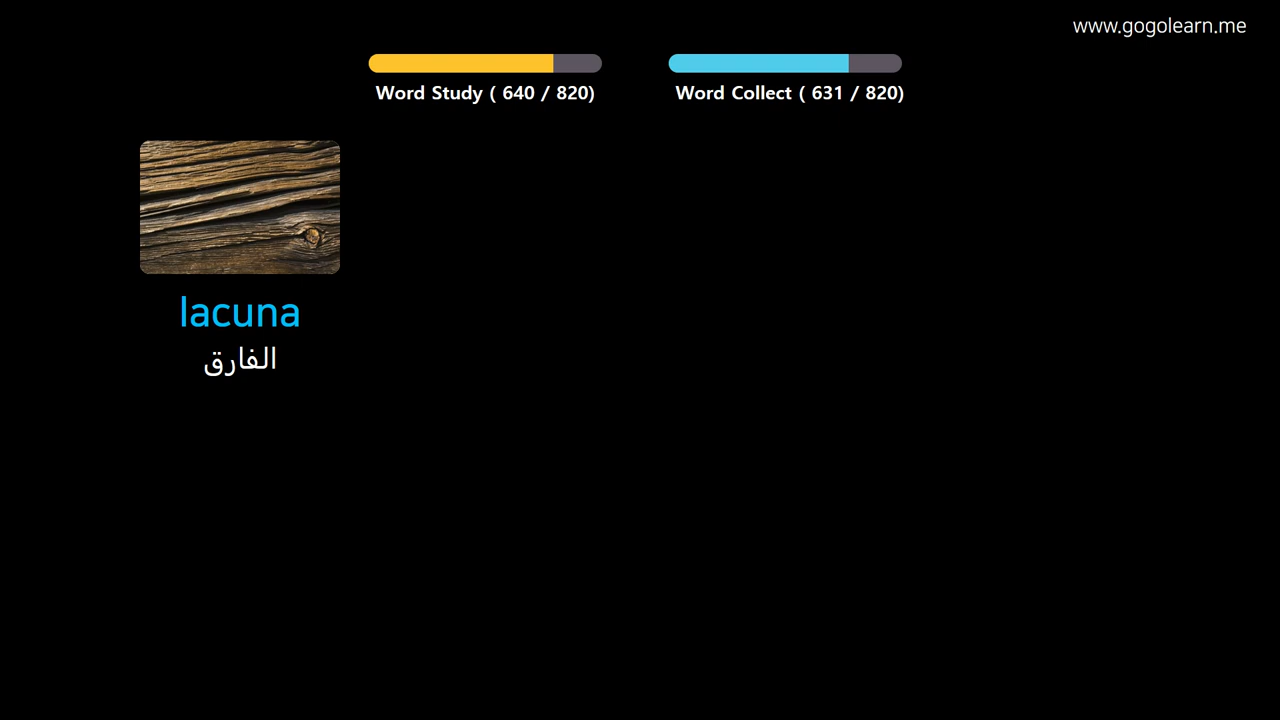 www.gogolearn.me
Word Study ( 640 / 820)
Word Collect ( 631 / 820)
lacuna
الفارق